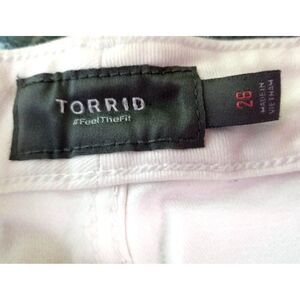 TORRID
#FeelTheFit
28
MADE IN
VIETNAM